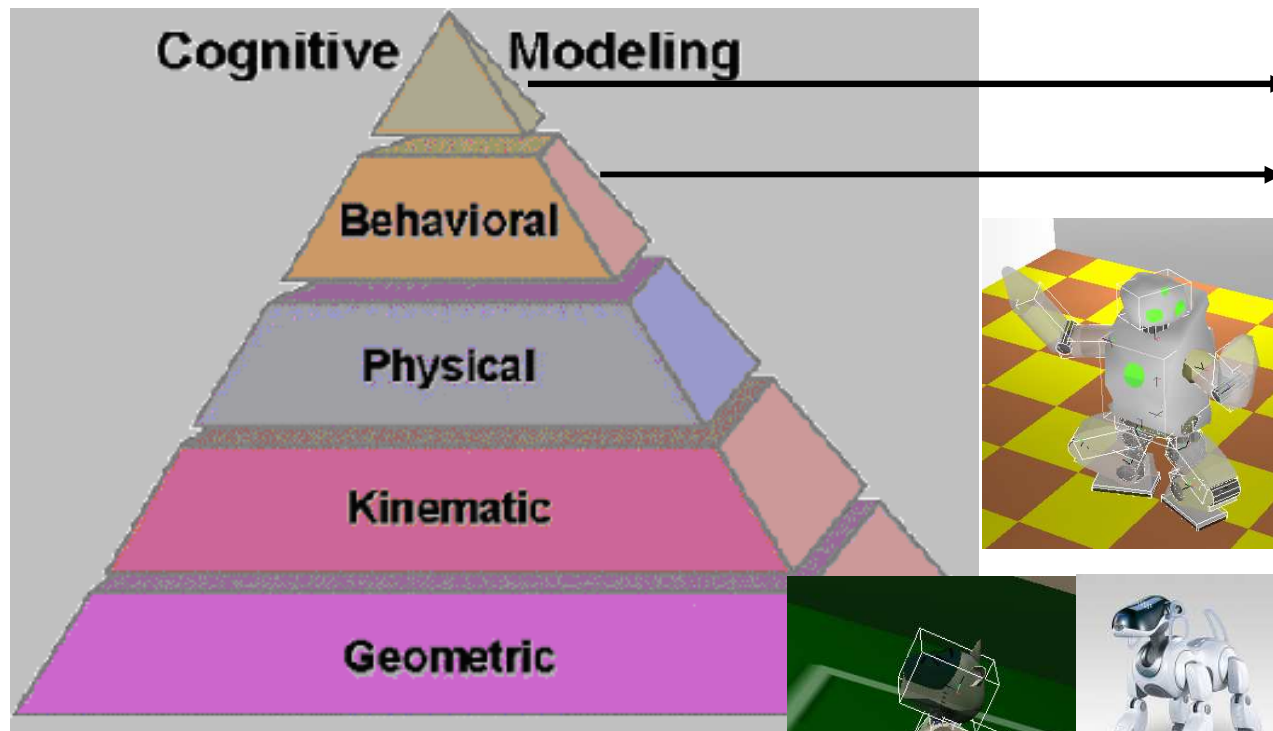 Cognitive Modeling
Behavioral
Physical
Kinematic
Geometric